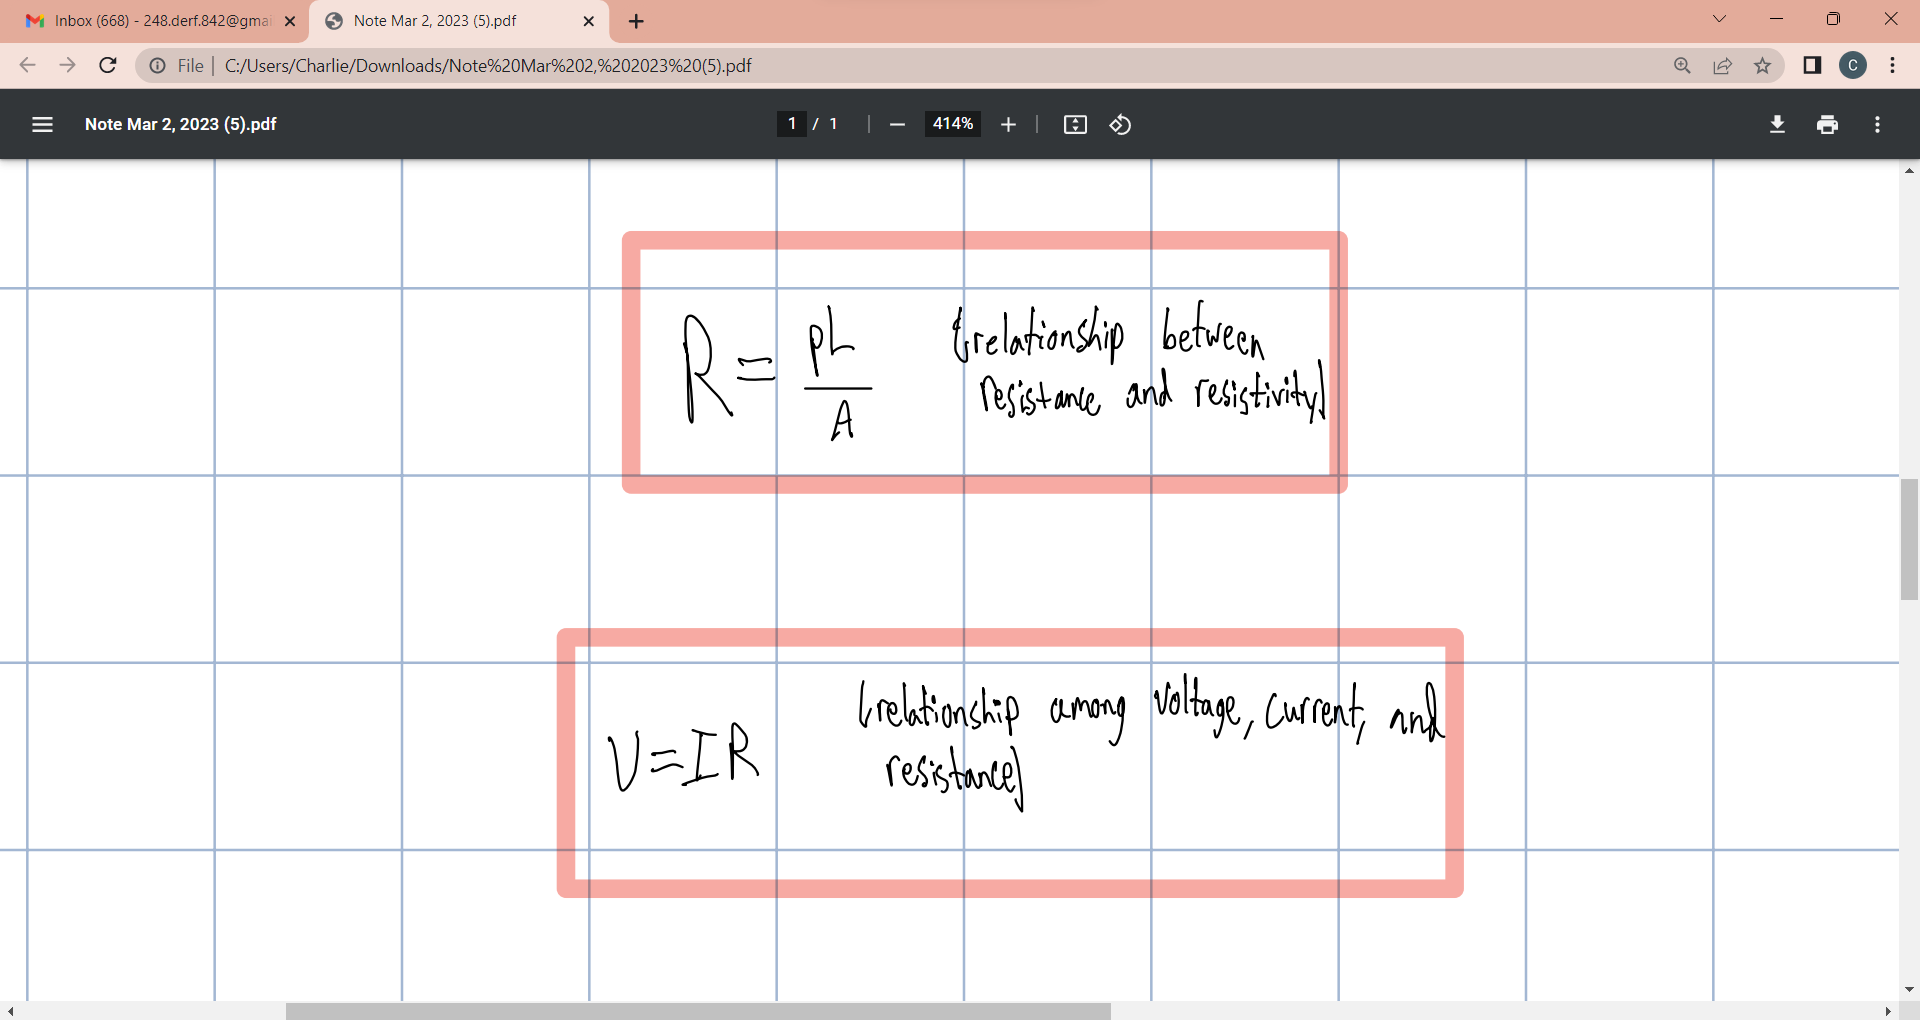 Inbox (668) - 248.derf.842@gmai
Note Mar 2, 2023 (5).pdf
File
C:/Users/Charlie/Downloads/Note%20Mar%202,%202023%20(5).pdf
C
Note Mar 2, 2023 (5).pdf
1 / 1
414%
R = pL/A
(relationship between
resistance and resistivity)
V=IR
(relationship among voltage, current, and
resistance)